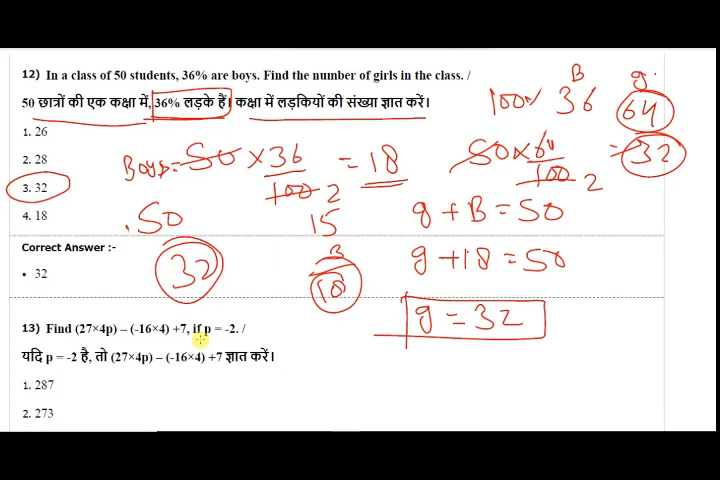 12) In a class of 50 students, 36% are boys. Find the number of girls in the class. /
50 छात्रों की एक कक्षा में, 36% लड़के हैं। कक्षा में लड़कियों की संख्या ज्ञात करें।
1. 26
2. 28
3. 32
4. 18
Correct Answer :-
• 32
13) Find (27×4p) – (-16×4) +7, if p = -2. /
यदि p = -2 है, तो (27×4p) – (-16×4) +7 ज्ञात करें।
1. 287
2. 273
B g
100% 36 64
Boys = 50 × 36 = 18
100 2
50 × 64 = 32
100 2
.50 15
32
B
18
g + B = 50
g + 18 = 50
g = 32